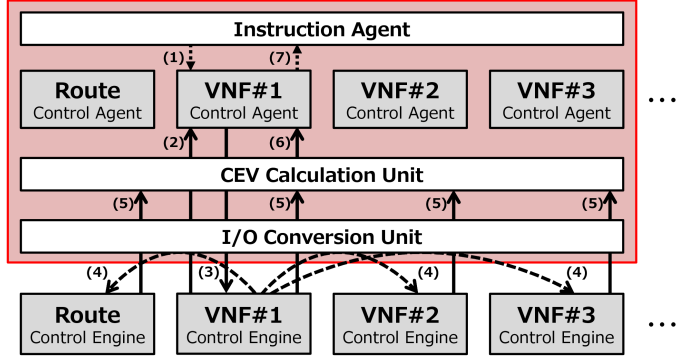 Instruction Agent
(1) (7)
Route VNF#1 VNF#2 VNF#3
Control Agent Control Agent Control Agent Control Agent ...
(2) (6)
CEV Calculation Unit
(5) (5) (5) (5)
I/O Conversion Unit
(4) (3) (4) (4)
Route VNF#1 VNF#2 VNF#3
Control Engine Control Engine Control Engine Control Engine ...